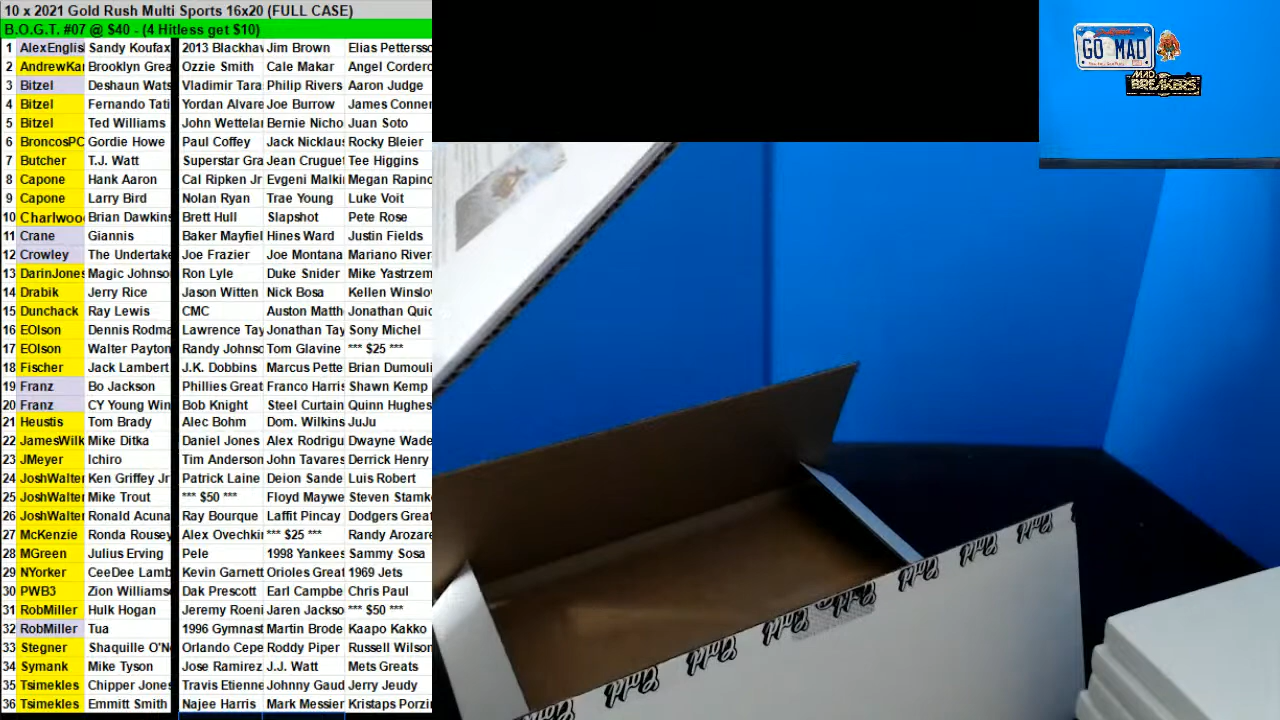 10 x 2021 Gold Rush Multi Sports 16x20 (FULL CASE)
B.O.G.T. #07 @ $40 - (4 Hitless get $10)
1 AlexEnglis Sandy Koufax 2013 Blackhav Jim Brown Elias Petterss
2 AndrewKa Brooklyn Grea Ozzie Smith Cale Makar Angel Corder
3 Bitzel Deshaun Wats Vladimir Tara Philip Rivers Aaron Judge
4 Bitzel Fernando Tati Yordan Alvare Joe Burrow James Conner
5 Bitzel Ted Williams John Wettela Bernie Nicho Juan Soto
6 BroncosPC Gordie Howe Paul Coffey Jack Nicklau Rocky Bleier
7 Butcher T.J. Watt Superstar Gra Jean Crugue Tee Higgins
8 Capone Hank Aaron Cal Ripken Jr Evgeni Malki Megan Rapino
9 Capone Larry Bird Nolan Ryan Trae Young Luke Voit
10 Charlwoo Brian Dawkins Brett Hull Slapshot Pete Rose
11 Crane Giannis Baker Mayfiel Hines Ward Justin Fields
12 Crowley The Undertake Joe Frazier Joe Montana Mariano River
13 DarinJones Magic Johnso Ron Lyle Duke Snider Mike Yastrzem
14 Drabik Jerry Rice Jason Witten Nick Bosa Kellen Winslo
15 Dunchack Ray Lewis CMC Auston Matth Jonathan Quic
16 EOlson Dennis Rodma Lawrence Tay Jonathan Tay Sony Michel
17 EOlson Walter Payton Randy Johnso Tom Glavine *** $25 ***
18 Fischer Jack Lambert J.K. Dobbins Marcus Pette Brian Dumouli
19 Franz Bo Jackson Phillies Great Franco Harris Shawn Kemp
20 Franz CY Young Win Bob Knight Steel Curtain Quinn Hughes
21 Heustis Tom Brady Alec Bohm Dom. Wilkins JuJu
22 JamesWilk Mike Ditka Daniel Jones Alex Rodrigu Dwayne Wade
23 JMeyer Ichiro Tim Anderson John Tavares Derrick Henry
24 JoshWalter Ken Griffey Jr Patrick Laine Deion Sande Luis Robert
25 JoshWalter Mike Trout *** $50 *** Floyd Maywe Steven Stamk
26 JoshWalter Ronald Acuna Ray Bourque Laffit Pincay Dodgers Great
27 McKenzie Ronda Rousey Alex Ovechki *** $25 *** Randy Arozare
28 MGreen Julius Erving Pele 1998 Yankees Sammy Sosa
29 NYorker CeeDee Lamb Kevin Garnett Orioles Great 1969 Jets
30 PWB3 Zion Williams Dak Prescott Earl Campbe Chris Paul
31 RobMiller Hulk Hogan Jeremy Roeni Jaren Jackso *** $50 ***
32 RobMiller Tua 1996 Gymnast Martin Brode Kaapo Kakko
33 Stegner Shaquille O'N Orlando Cepe Roddy Piper Russell Wilson
34 Symank Mike Tyson Jose Ramirez J.J. Watt Mets Greats
35 Tsimekles Chipper Jones Travis Etienne Johnny Gaud Jerry Jeudy
36 Tsimekles Emmitt Smith Najee Harris Mark Messier Kristaps Porzi
GO MAD
MAD
BREAKERS
Gold Gold Gold Gold Gold Gold Gold